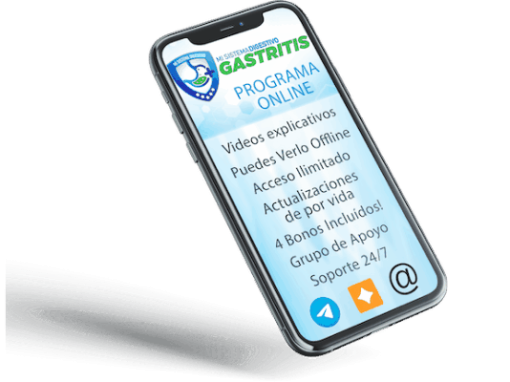 MI SISTEMA DIGESTIVO
GASTRITIS
PROGRAMA
ONLINE
Videos explicativos
Puedes Verlo Offline
Acceso Ilimitado
Actualizaciones
de por vida
4 Bonos Incluidos!
Grupo de Apoyo
Soporte 24/7
@